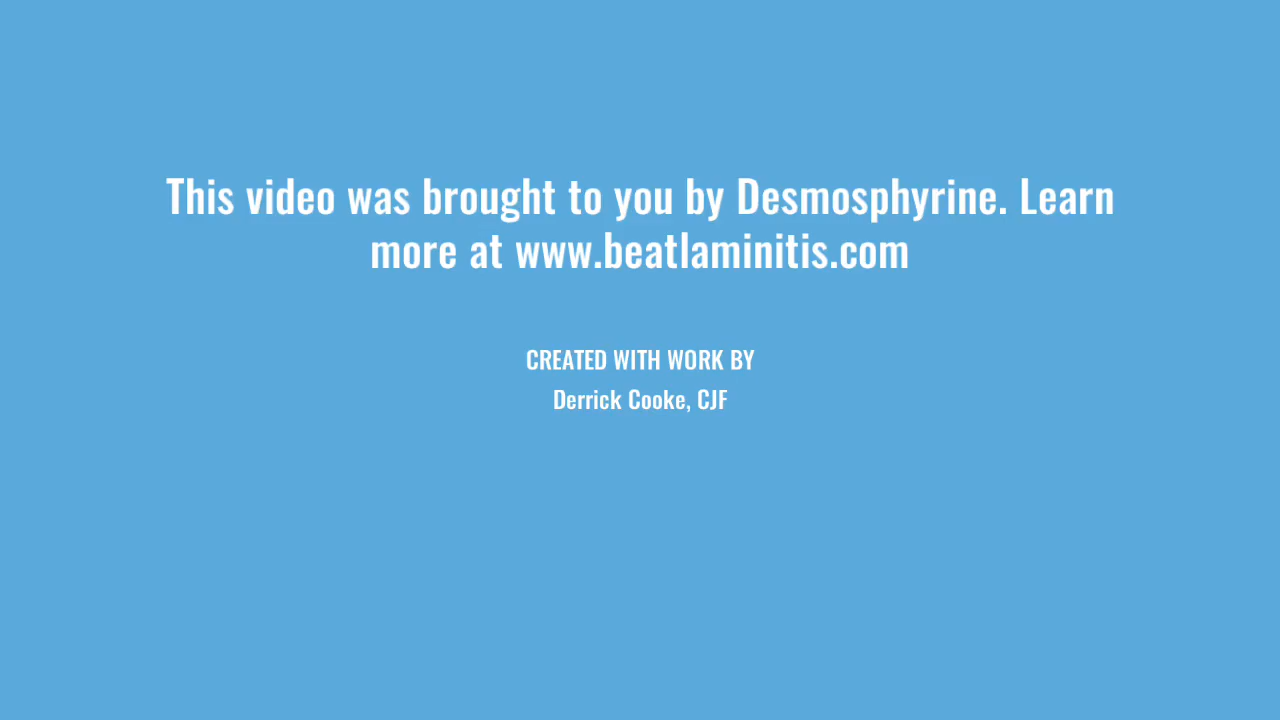 This video was brought to you by Desmosphyrine. Learn
more at www.beatlaminitis.com
CREATED WITH WORK BY
Derrick Cooke, CJF